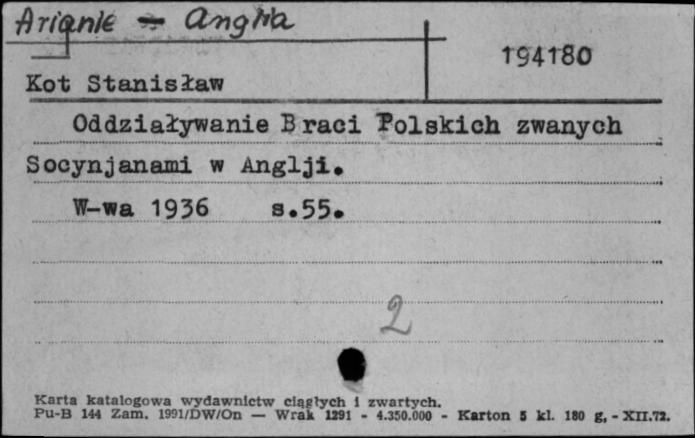 Arianie - Anglia
194180
Kot Stanisław
Oddziaływanie Braci Polskich zwanych
Socynjanami w Anglji.
W-wa 1936 s.55.
2
Karta katalogowa wydawnictw ciągłych i zwartych.
Pu-B 144 Zam. 1991/DW/On — Wrak 1291 - 4.350.000 - Karton 5 kl. 180 g, - XII.72.